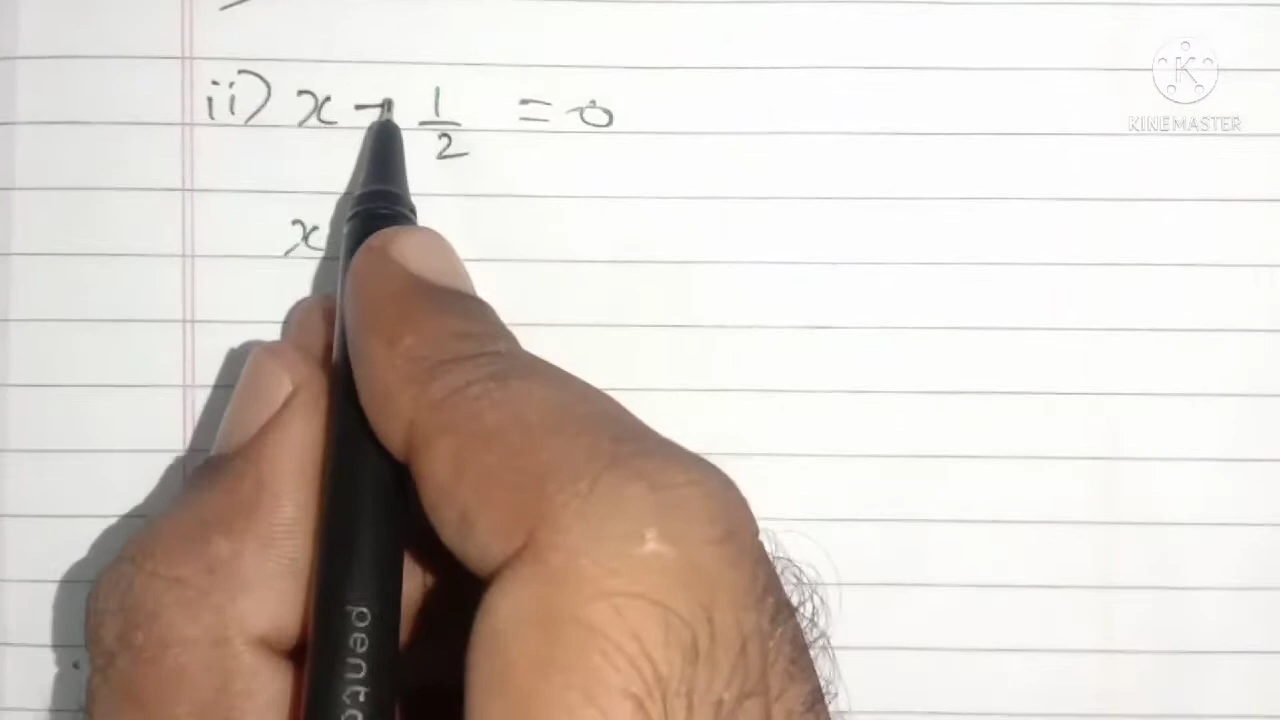 ii) x - 1/2 = 0
x
K
KINEMASTER
pento